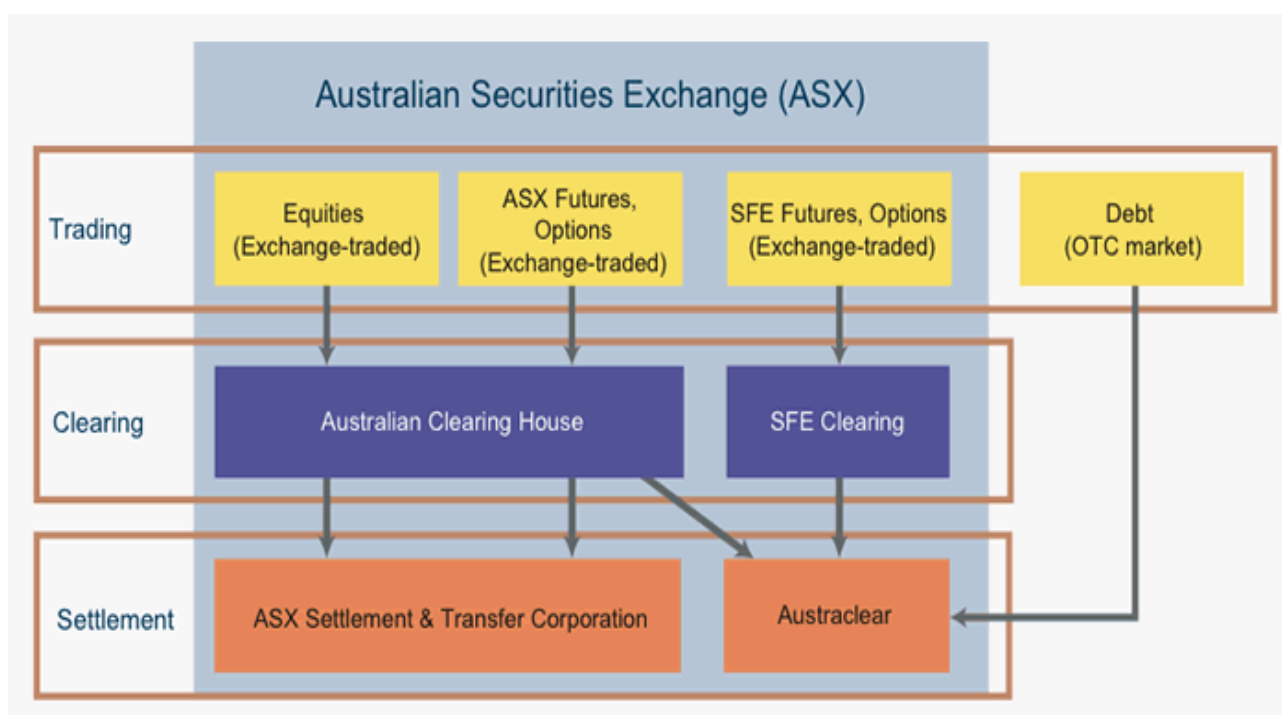 Australian Securities Exchange (ASX)
Trading
Equities
(Exchange-traded)
ASX Futures,
Options
(Exchange-traded)
SFE Futures, Options
(Exchange-traded)
Debt
(OTC market)
Clearing
Australian Clearing House
SFE Clearing
Settlement
ASX Settlement & Transfer Corporation
Austraclear